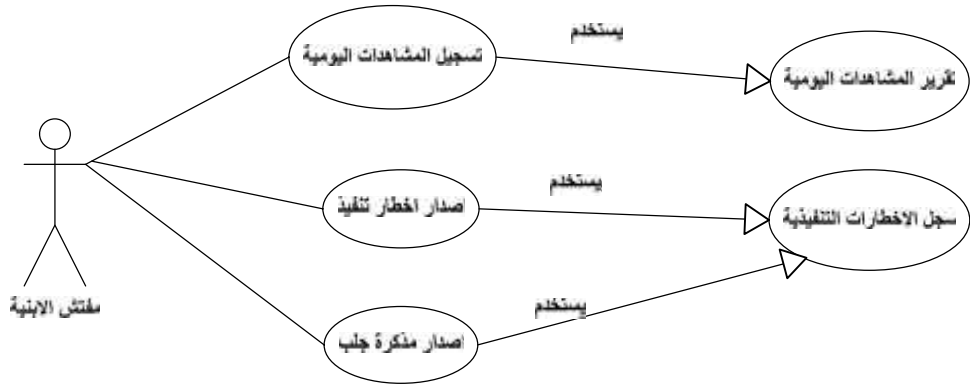 يستخدم
تسجيل المشاهدات اليومية
تقرير المشاهدات اليومية
يستخدم
اصدار اخطار تنفيذ
سجل الاخطارات التنفيذية
مفتش الابنية
يستخدم
اصدار مذكرة جلب